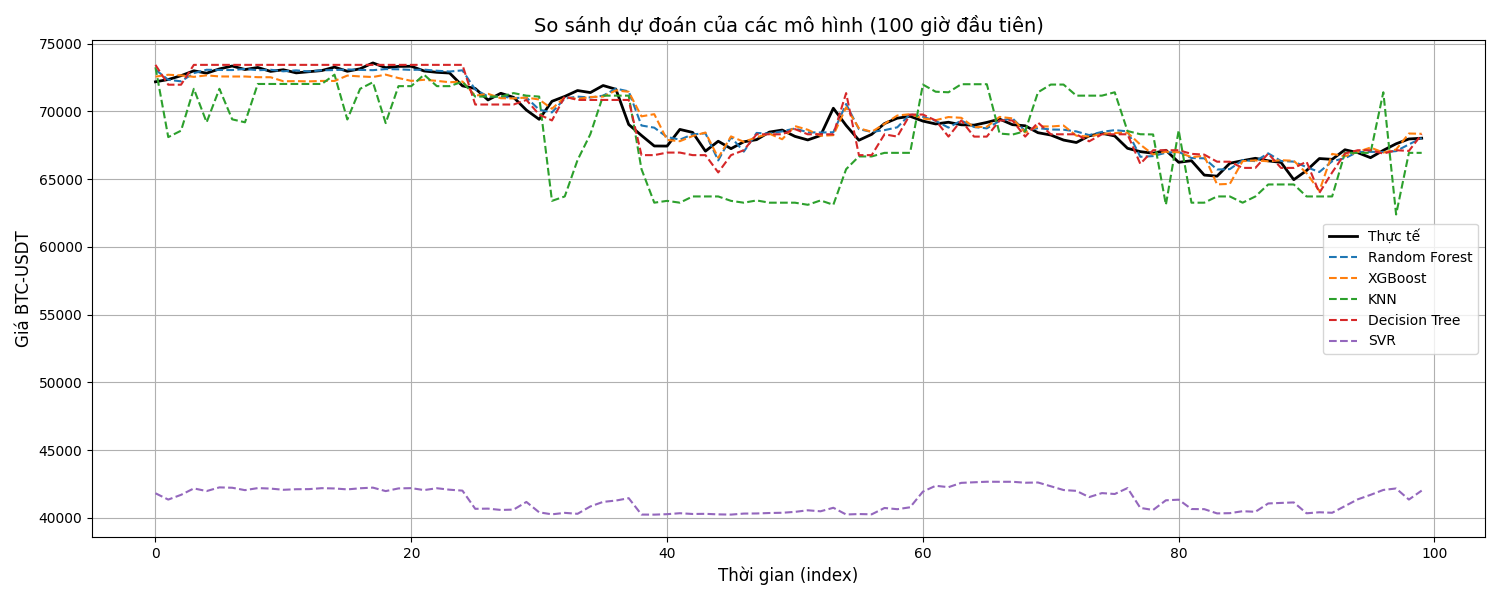 So sánh dự đoán của các mô hình (100 giờ đầu tiên)
Giá BTC-USDT
75000
70000
65000
60000
55000
50000
45000
40000
Thực tế
Random Forest
XGBoost
KNN
Decision Tree
SVR
0
20
40
60
80
100
Thời gian (index)